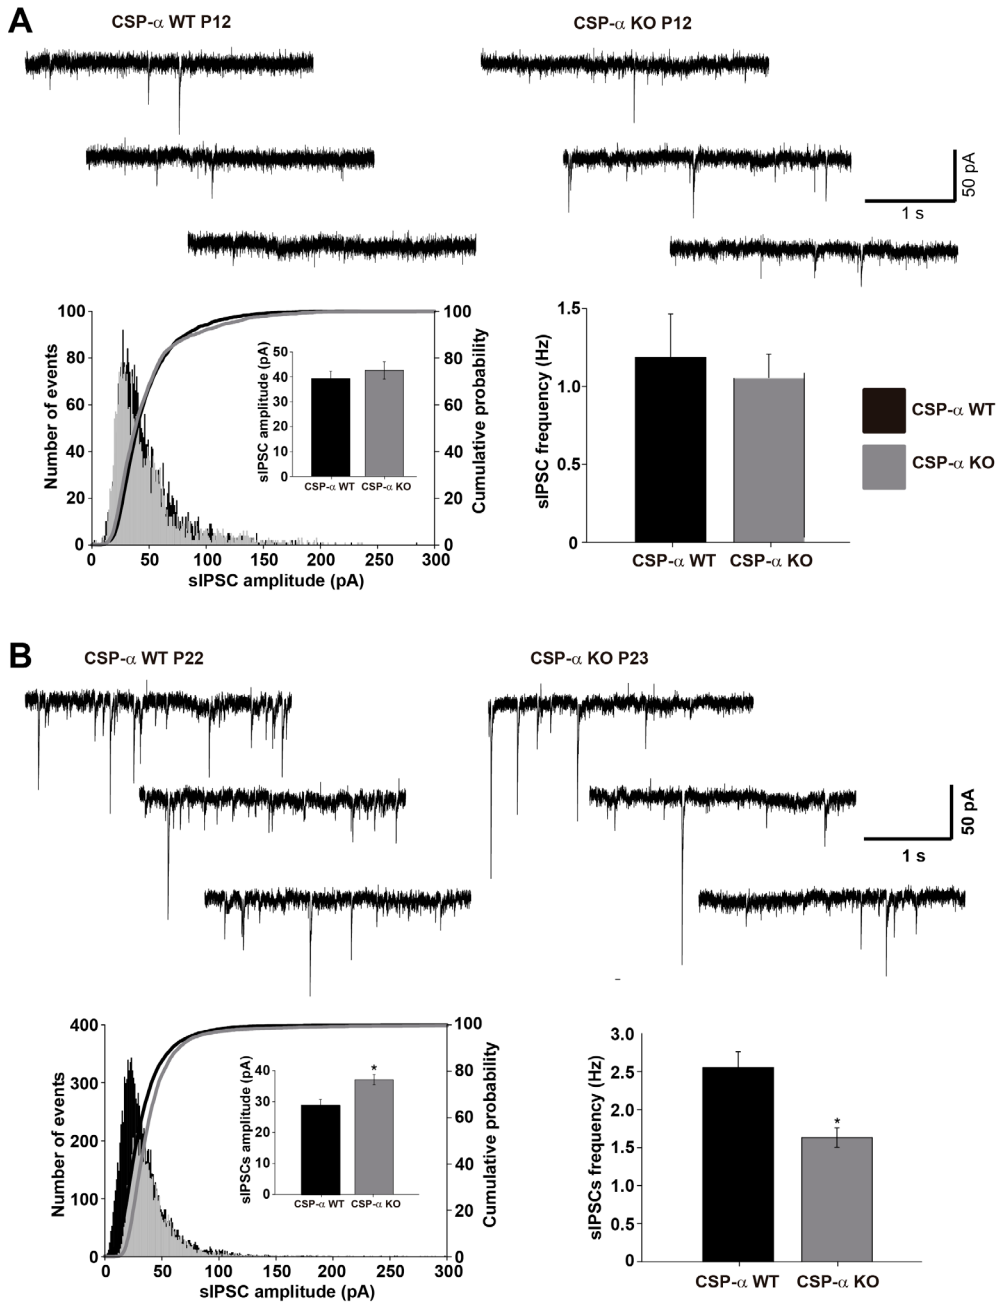 A
CSP-α WT P12
CSP-α KO P12
50 pA
1 s
100
80
60
40
20
0
Number of events
100
80
60
40
20
0
Cumulative probability
0 50 100 150 200 250 300
sIPSC amplitude (pA)
50
40
30
20
10
0
sIPSC amplitude (pA)
CSP-α WT CSP-α KO
1.5
1.0
0.5
0
sIPSC frequency (Hz)
CSP-α WT CSP-α KO
CSP-α WT
CSP-α KO
B
CSP-α WT P22
CSP-α KO P23
50 pA
1 s
400
300
200
100
0
Number of events
100
80
60
40
20
0
Cumulative probability
0 50 100 150 200 250 300
sIPSC amplitude (pA)
40
30
20
10
0
sIPSCs amplitude (pA)
*
CSP-α WT CSP-α KO
3.0
2.5
2.0
1.5
1.0
0.5
0
sIPSCs frequency (Hz)
*
CSP-α WT CSP-α KO